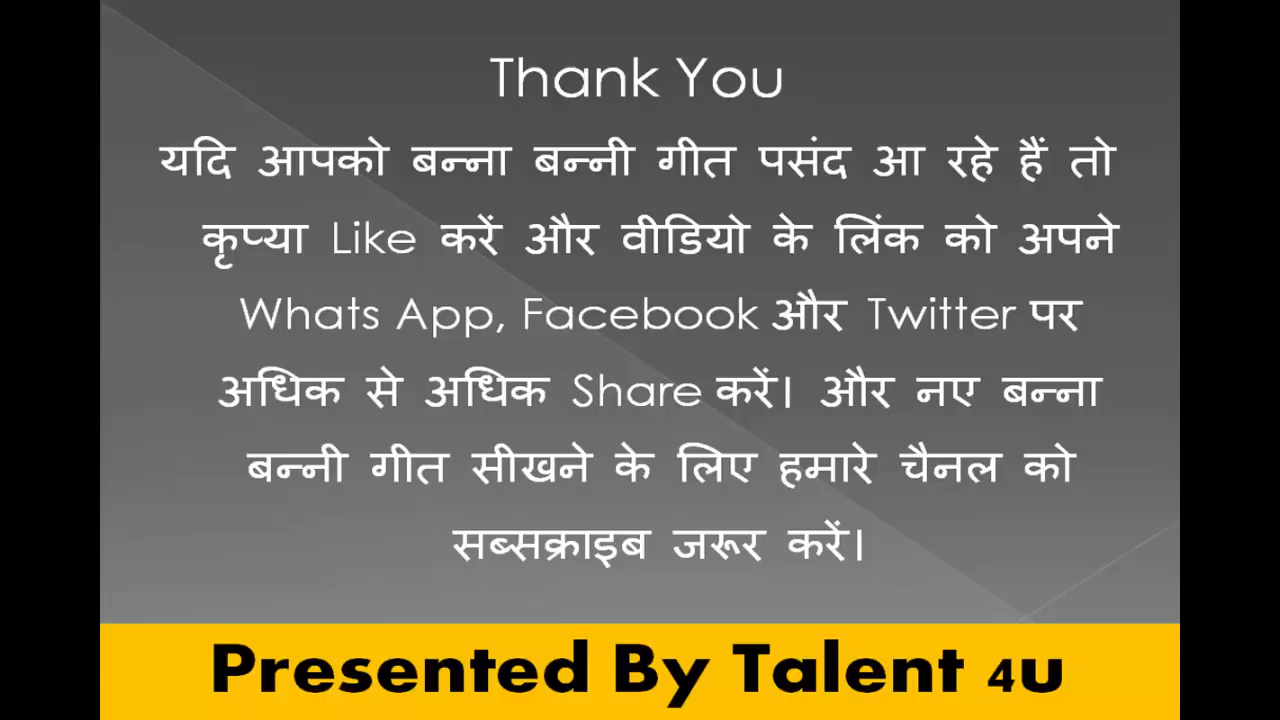 Thank You
यदि आपको बन्ना बन्नी गीत पसंद आ रहे हैं तो
कृप्या Like करें और वीडियो के लिंक को अपने
Whats App, Facebook और Twitter पर
अधिक से अधिक Share करें। और नए बन्ना
बन्नी गीत सीखने के लिए हमारे चैनल को
सब्सक्राइब जरूर करें।
Presented By Talent 4u